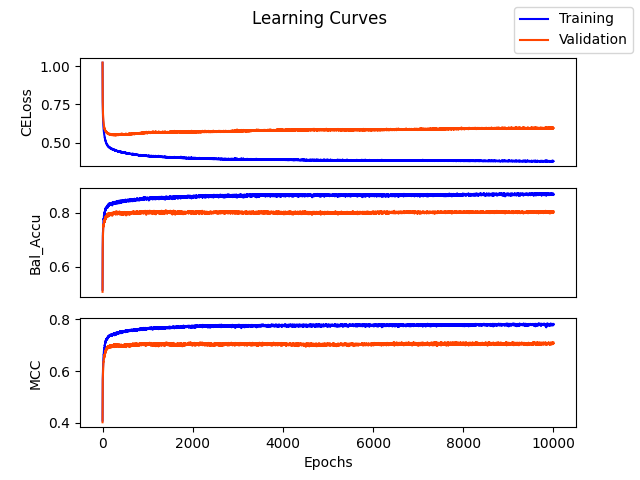 Learning Curves
Training
Validation
1.00
0.75
0.50
CELoss
0.8
0.6
Bal_Accu
0.8
0.6
0.4
MCC
0 2000 4000 6000 8000 10000
Epochs